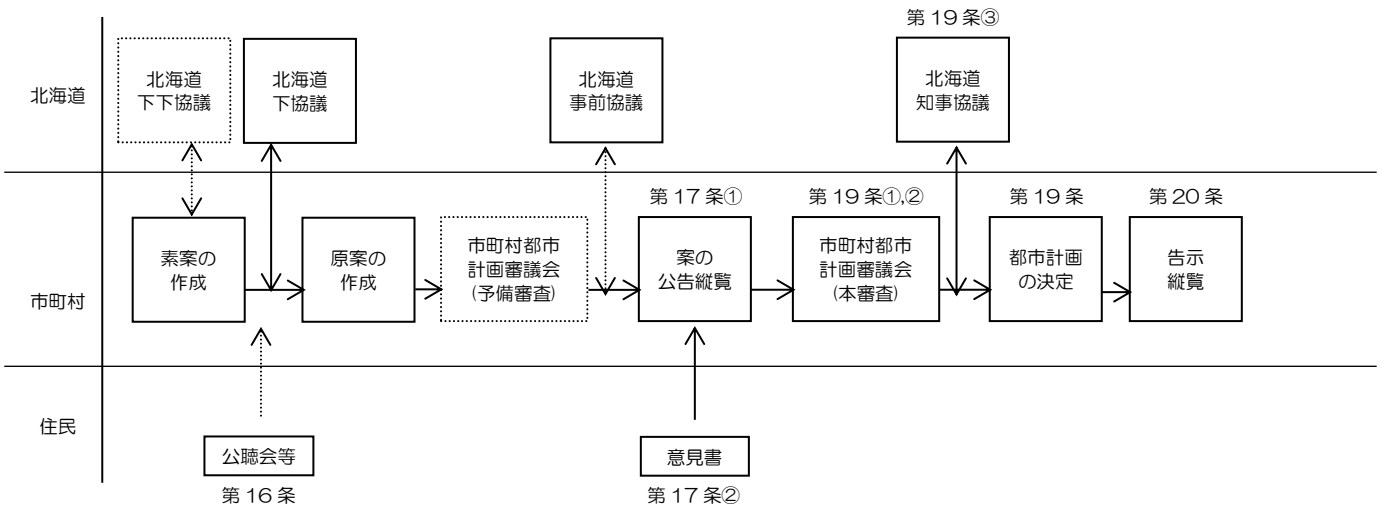 第19条③
北海道
北海道
下下協議
北海道
下協議
北海道
事前協議
北海道
知事協議
市町村
第17条①
第19条①,②
第19条
第20条
素案の
作成
原案の
作成
市町村都市
計画審議会
(予備審査)
案の
公告縦覧
市町村都市
計画審議会
(本審査)
都市計画
の決定
告示
縦覧
住民
公聴会等
第16条
意見書
第17条②